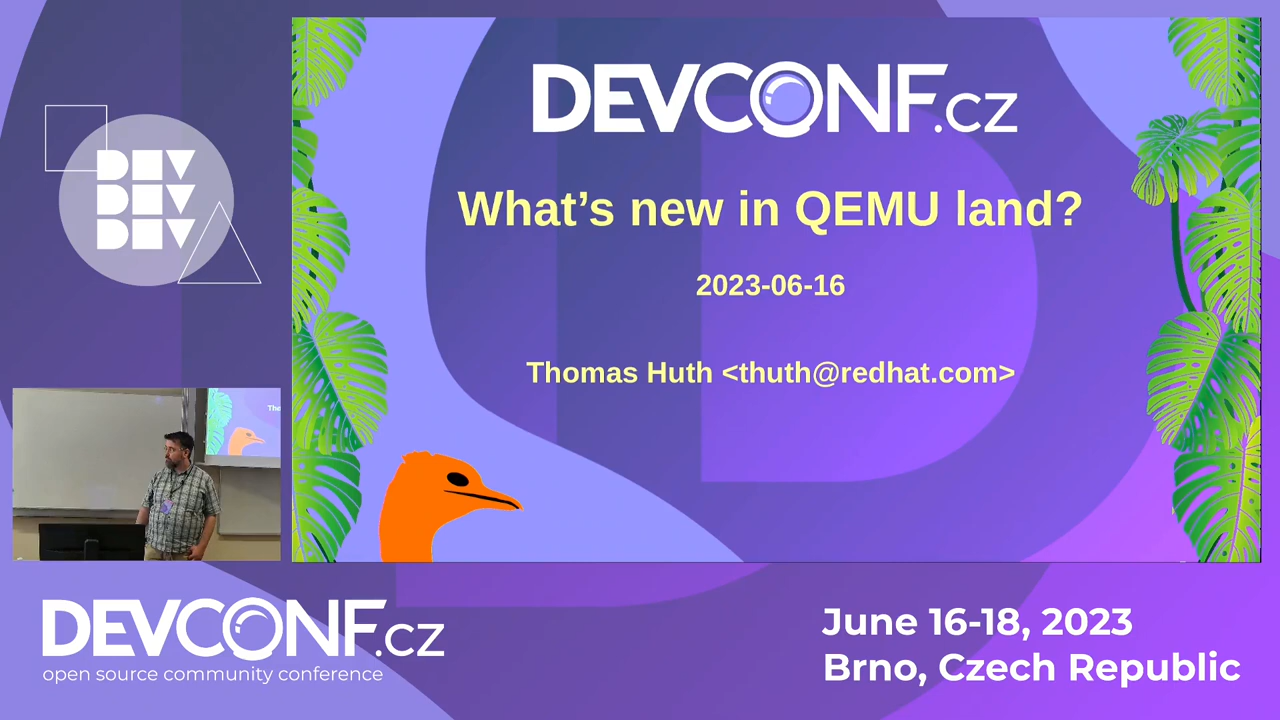 DEV
DEV
DEV
DEVCONF.cz
What's new in QEMU land?
2023-06-16
Thomas Huth <thuth@redhat.com>
DEVCONF.cz
open source community conference
June 16-18, 2023
Brno, Czech Republic